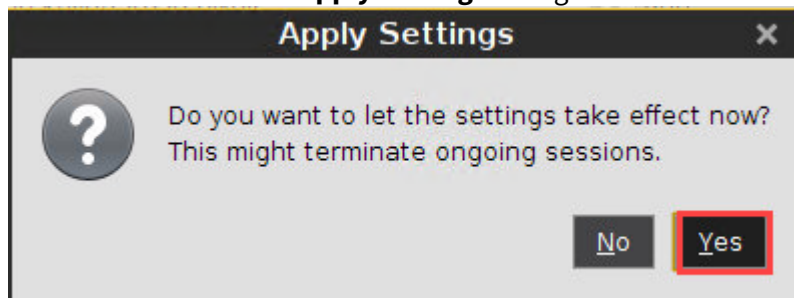 Apply Settings
Do you want to let the settings take effect now?
This might terminate ongoing sessions.
No
Yes